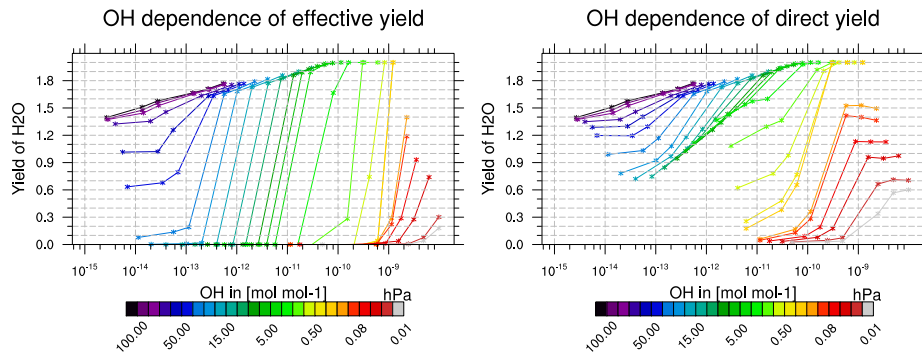 OH dependence of effective yield
Yield of H2O
1.8
1.5
1.2
0.9
0.6
0.3
0.0
10^-15 10^-14 10^-13 10^-12 10^-11 10^-10 10^-9
OH in [mol mol-1] hPa
100.00 50.00 15.00 5.00 0.50 0.08 0.01
OH dependence of direct yield
Yield of H2O
1.8
1.5
1.2
0.9
0.6
0.3
0.0
10^-15 10^-14 10^-13 10^-12 10^-11 10^-10 10^-9
OH in [mol mol-1] hPa
100.00 50.00 15.00 5.00 0.50 0.08 0.01